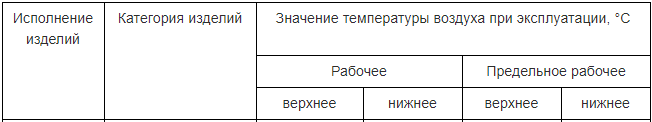 Исполнение изделий Категория изделий Значение температуры воздуха при эксплуатации, °С
Рабочее Предельное рабочее
верхнее нижнее верхнее нижнее